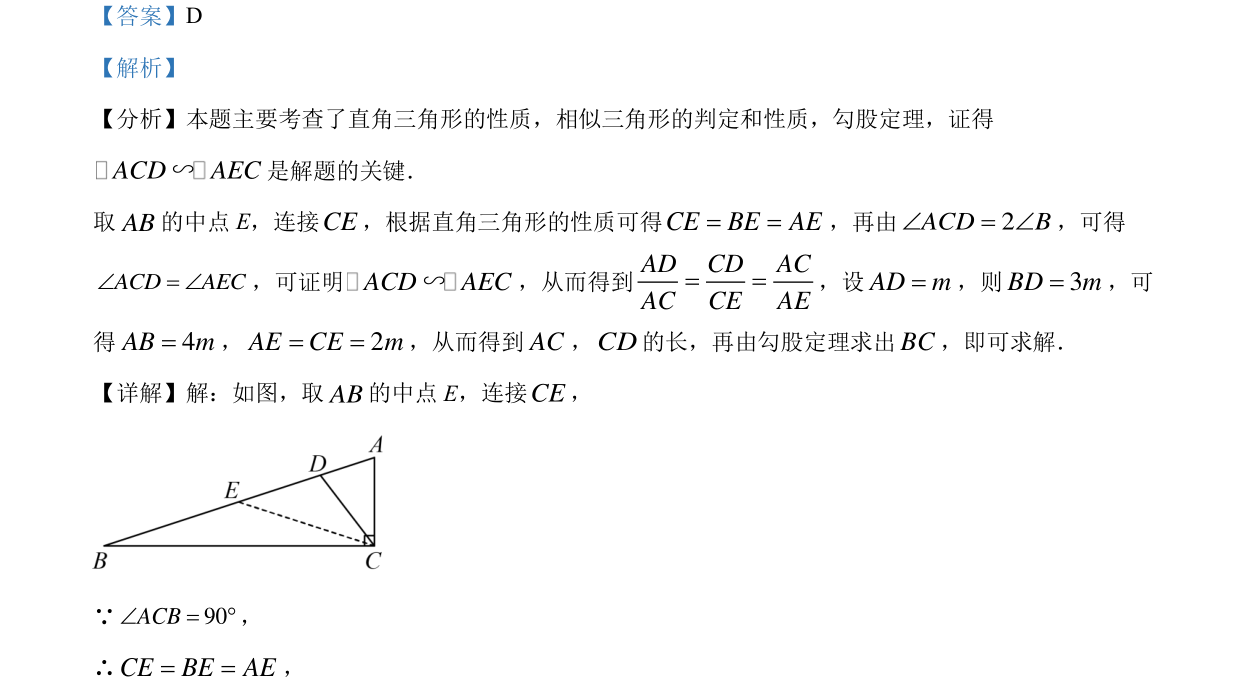 【答案】D
【解析】
【分析】本题主要考查了直角三角形的性质，相似三角形的判定和性质，勾股定理，证得
□ACD∽□AEC是解题的关键．
取AB的中点E，连接CE，根据直角三角形的性质可得CE = BE = AE，再由∠ACD = 2∠B，可得
∠ACD = ∠AEC，可证明□ACD∽□AEC，从而得到AD/AC = CD/CE = AC/AE，设AD = m，则BD = 3m，可
得AB = 4m，AE = CE = 2m，从而得到AC，CD的长，再由勾股定理求出BC，即可求解．
【详解】解：如图，取AB的中点E，连接CE，
A
D
E
B
C
∵∠ACB = 90°，
∴CE = BE = AE，